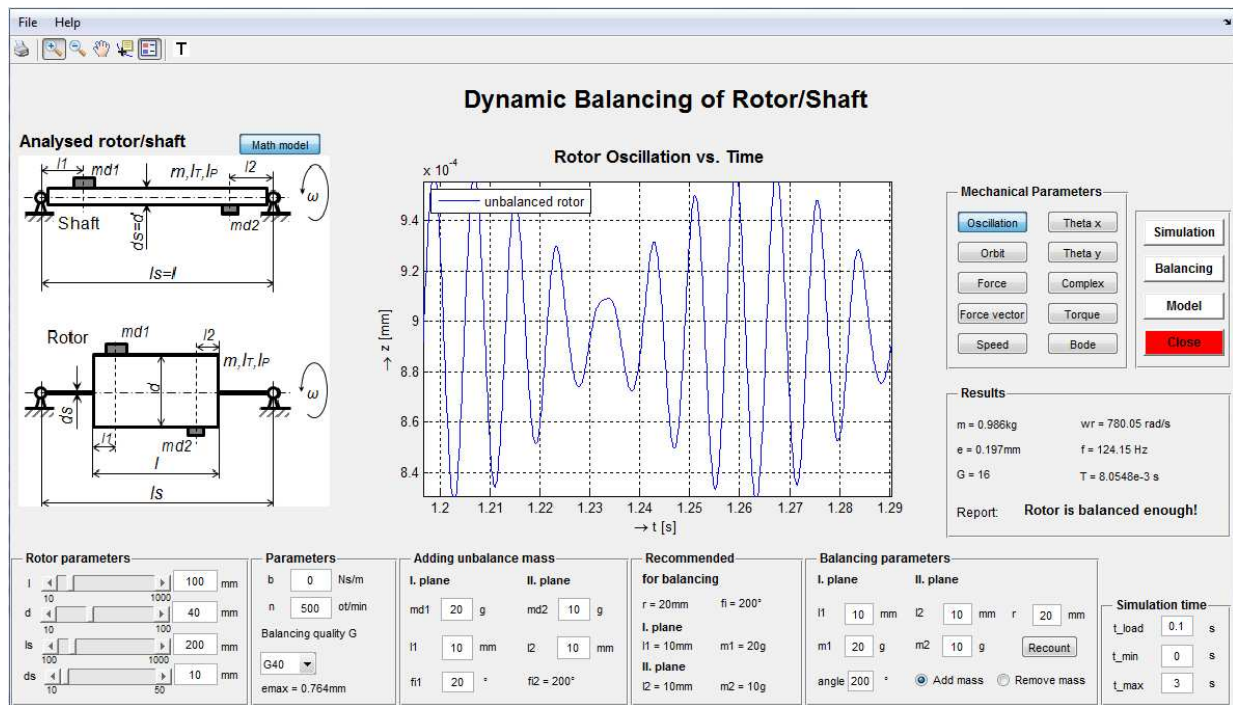 File Help
T
Dynamic Balancing of Rotor/Shaft
Analysed rotor/shaft
Math model
l1 md1 m,IT,IP l2
ω
Shaft
ds=d
md2
ls=l
Rotor
md1 l2
m,IT,IP
d
ds
ω
l1 md2
l
ls
Rotor Oscillation vs. Time
x 10-4
unbalanced rotor
9.4
9.2
9
8.8
8.6
8.4
→ z [mm]
1.2 1.21 1.22 1.23 1.24 1.25 1.26 1.27 1.28 1.29
→ t [s]
Mechanical Parameters
Oscillation Theta x
Orbit Theta y
Force Complex
Force vector Torque
Speed Bode
Simulation
Balancing
Model
Close
Results
m = 0.986kg wr = 780.05 rad/s
e = 0.197mm f = 124.15 Hz
G = 16 T = 8.0548e-3 s
Report: Rotor is balanced enough!
Rotor parameters
l 100 mm
10 1000
d 40 mm
10 100
ls 200 mm
100 1000
ds 10 mm
10 50
Parameters
b 0 Ns/m
n 500 ot/min
Balancing quality G
G40
emax = 0.764mm
Adding unbalance mass
I. plane II. plane
md1 20 g md2 10 g
l1 10 mm l2 10 mm
fi1 20 ° fi2 = 200°
Recommended
for balancing
r = 20mm fi = 200°
I. plane
l1 = 10mm m1 = 20g
II. plane
l2 = 10mm m2 = 10g
Balancing parameters
I. plane II. plane
l1 10 mm l2 10 mm r 20 mm
m1 20 g m2 10 g Recount
angle 200 ° Add mass Remove mass
Simulation time
t_load 0.1 s
t_min 0 s
t_max 3 s